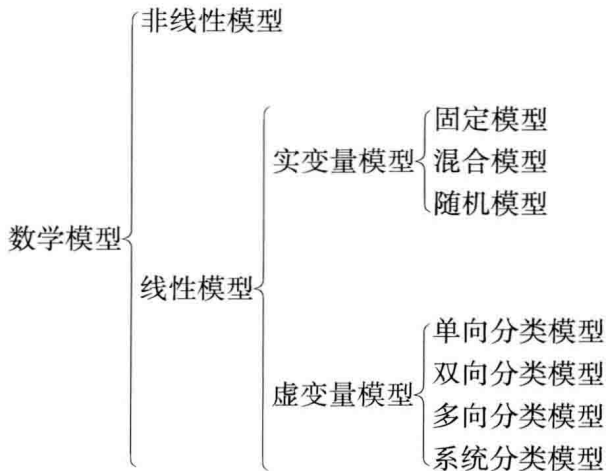 非线性模型
固定模型
实变量模型
混合模型
随机模型
数学模型
线性模型
单向分类模型
双向分类模型
虚变量模型
多向分类模型
系统分类模型